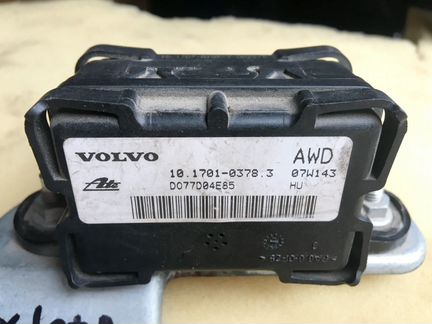 VOLVO AWD
10.1701-0378.3 07W143
Ate D077D04E85 HU